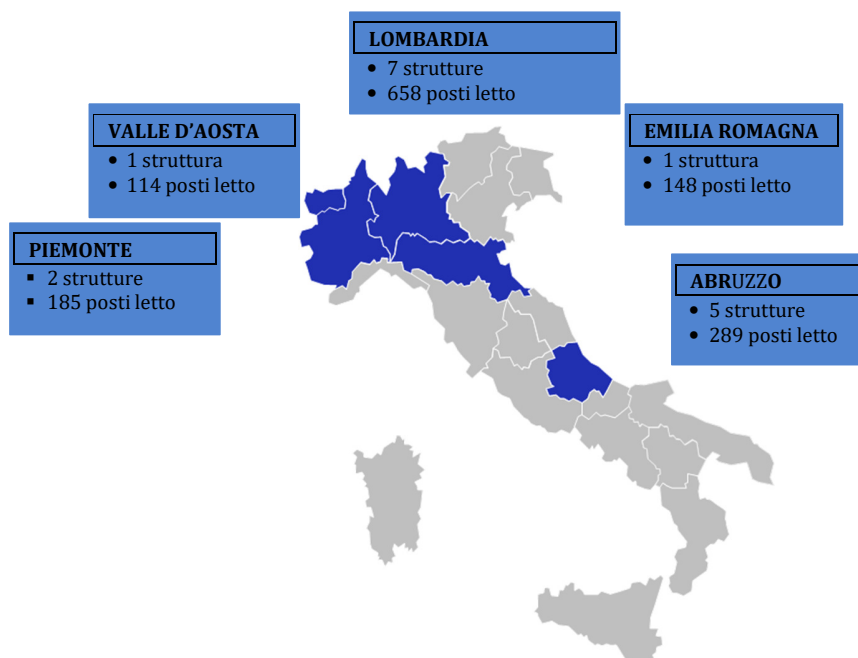 LOMBARDIA
• 7 strutture
• 658 posti letto
VALLE D'AOSTA
• 1 struttura
• 114 posti letto
EMILIA ROMAGNA
• 1 struttura
• 148 posti letto
PIEMONTE
▪ 2 strutture
▪ 185 posti letto
ABRUZZO
• 5 strutture
• 289 posti letto